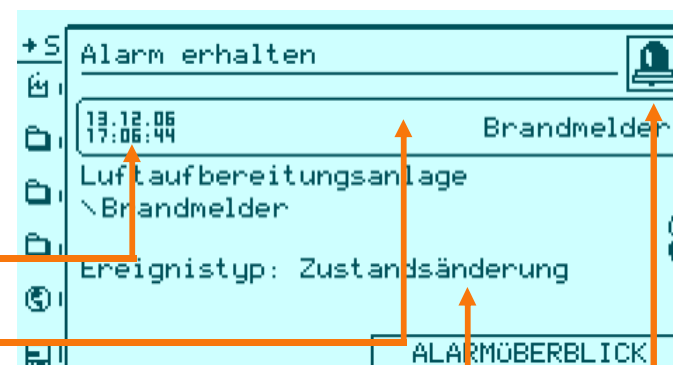 S
Alarm erhalten
13.12.06
17:06:44
Brandmelder
Luftaufbereitungsanlage
\Brandmelder
Ereignistyp: Zustandsänderung
ALARMÜBERBLICK